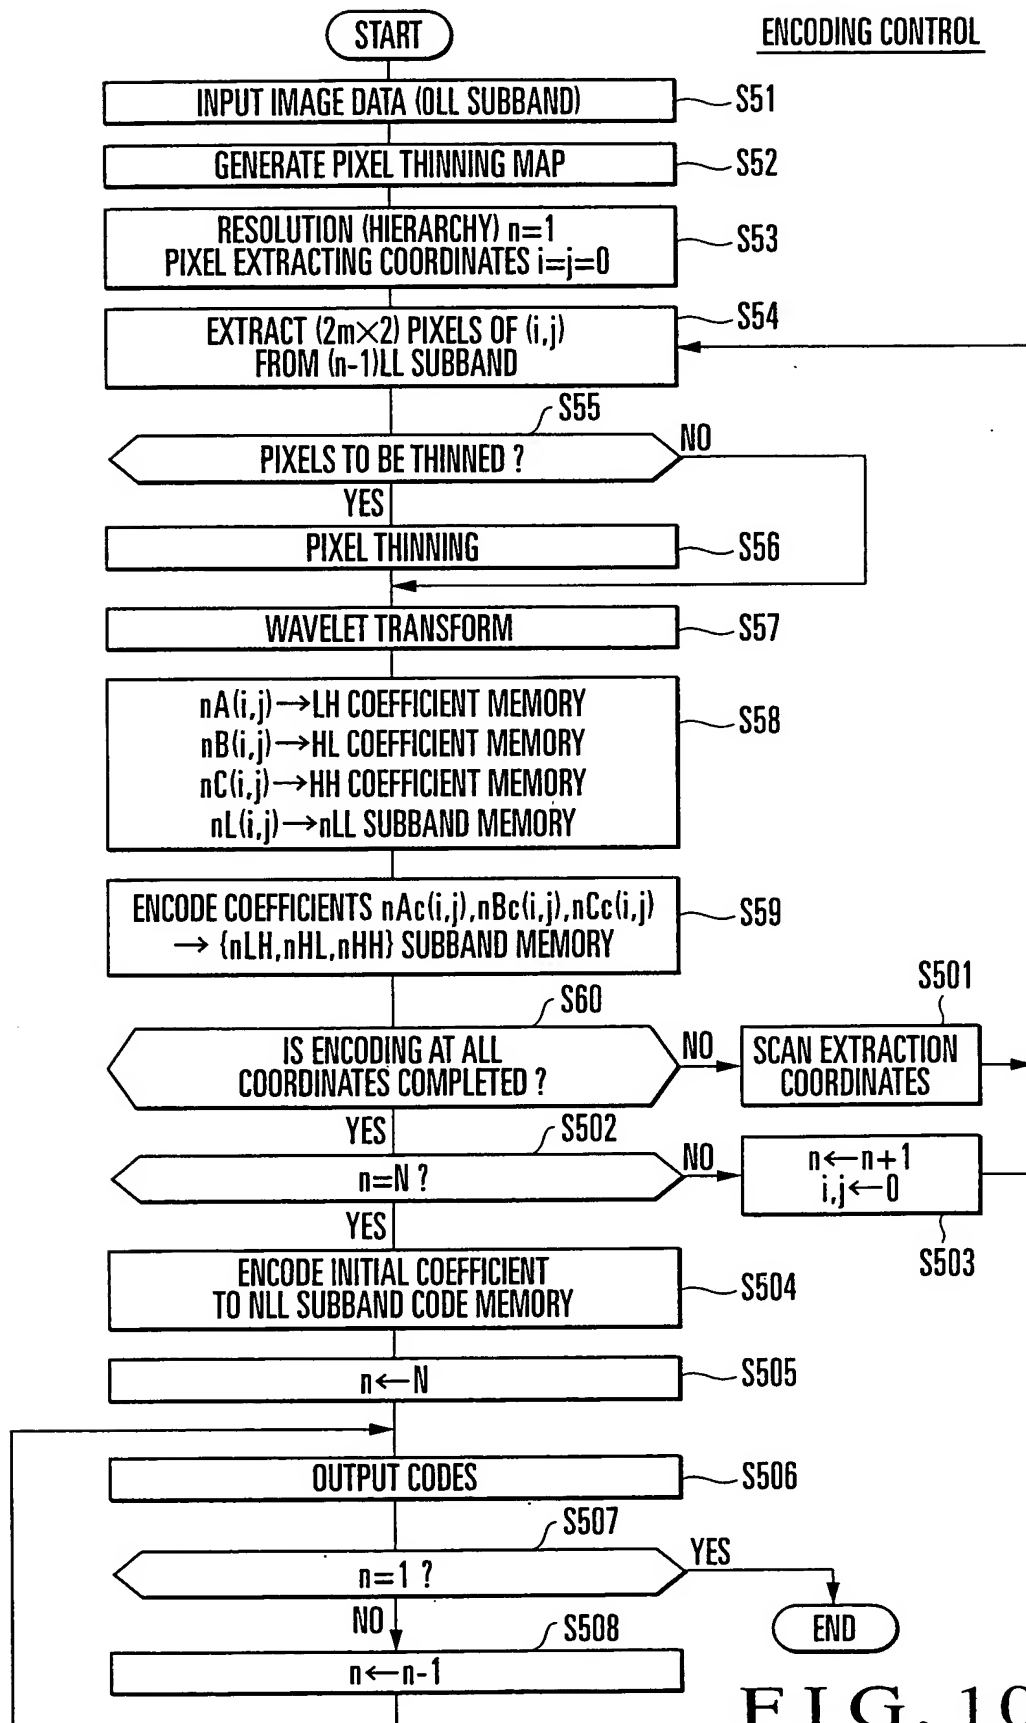 START
ENCODING CONTROL
INPUT IMAGE DATA (OLL SUBBAND)
S51
GENERATE PIXEL THINNING MAP
S52
RESOLUTION (HIERARCHY) n=1
PIXEL EXTRACTING COORDINATES i=j=0
S53
EXTRACT (2m×2) PIXELS OF (i,j)
FROM (n-1)LL SUBBAND
S54
S55
PIXELS TO BE THINNED ?
NO
YES
PIXEL THINNING
S56
WAVELET TRANSFORM
S57
nA(i,j)→LH COEFFICIENT MEMORY
nB(i,j)→HL COEFFICIENT MEMORY
nC(i,j)→HH COEFFICIENT MEMORY
nL(i,j)→nLL SUBBAND MEMORY
S58
ENCODE COEFFICIENTS nAc(i,j),nBc(i,j),nCc(i,j)
→ {nLH,nHL,nHH} SUBBAND MEMORY
S59
S60
IS ENCODING AT ALL
COORDINATES COMPLETED ?
NO
S501
SCAN EXTRACTION
COORDINATES
YES
S502
n=N ?
NO
n←n+1
i,j←0
S503
YES
ENCODE INITIAL COEFFICIENT
TO NLL SUBBAND CODE MEMORY
S504
n←N
S505
OUTPUT CODES
S506
S507
n=1 ?
YES
END
NO
S508
n←n-1
FIG. 10